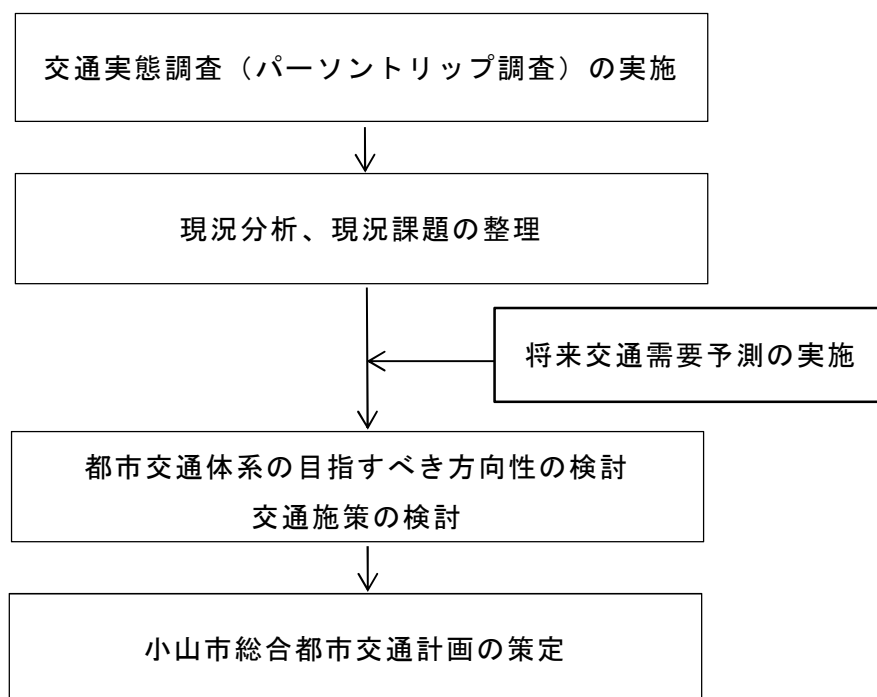 交通実態調査（パーソントリップ調査）の実施
現況分析、現況課題の整理
将来交通需要予測の実施
都市交通体系の目指すべき方向性の検討
交通施策の検討
小山市総合都市交通計画の策定